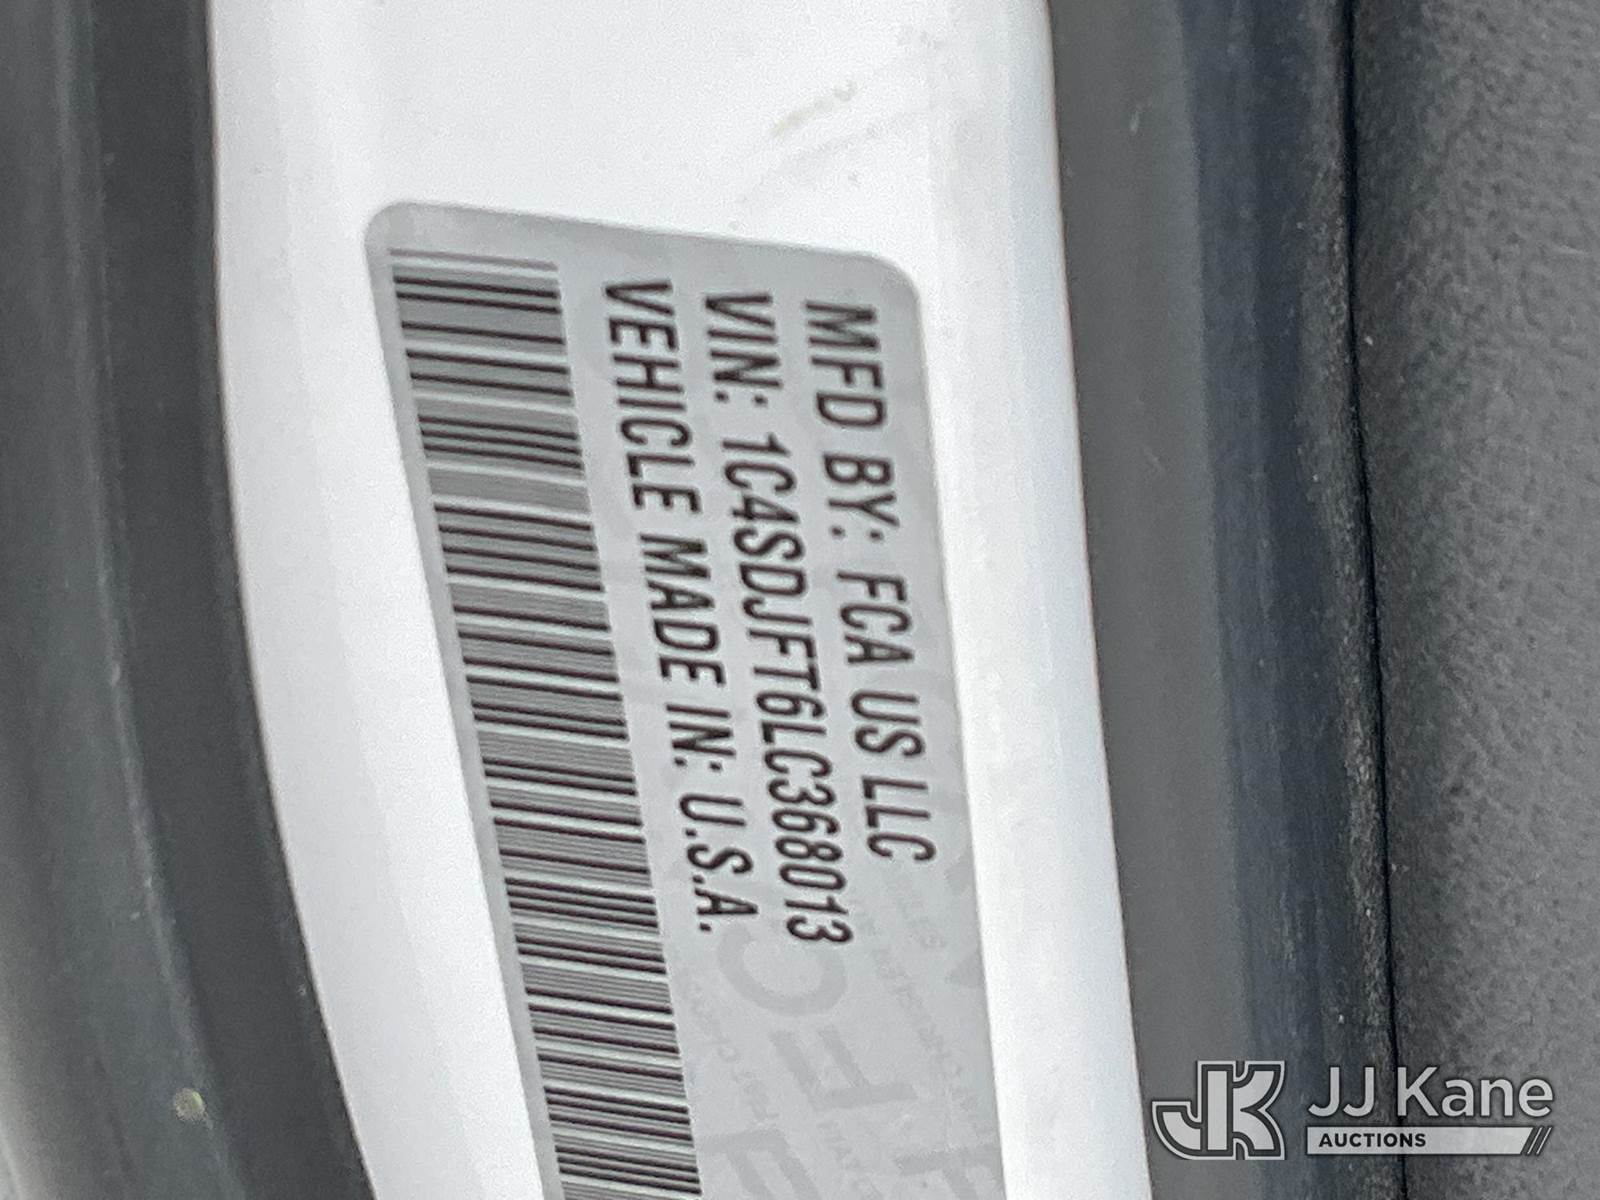 MFD BY: FCA US LLC
VIN: 1C4SDJFT6LC368013
VEHICLE MADE IN: U.S.A.
JJ Kane
AUCTIONS